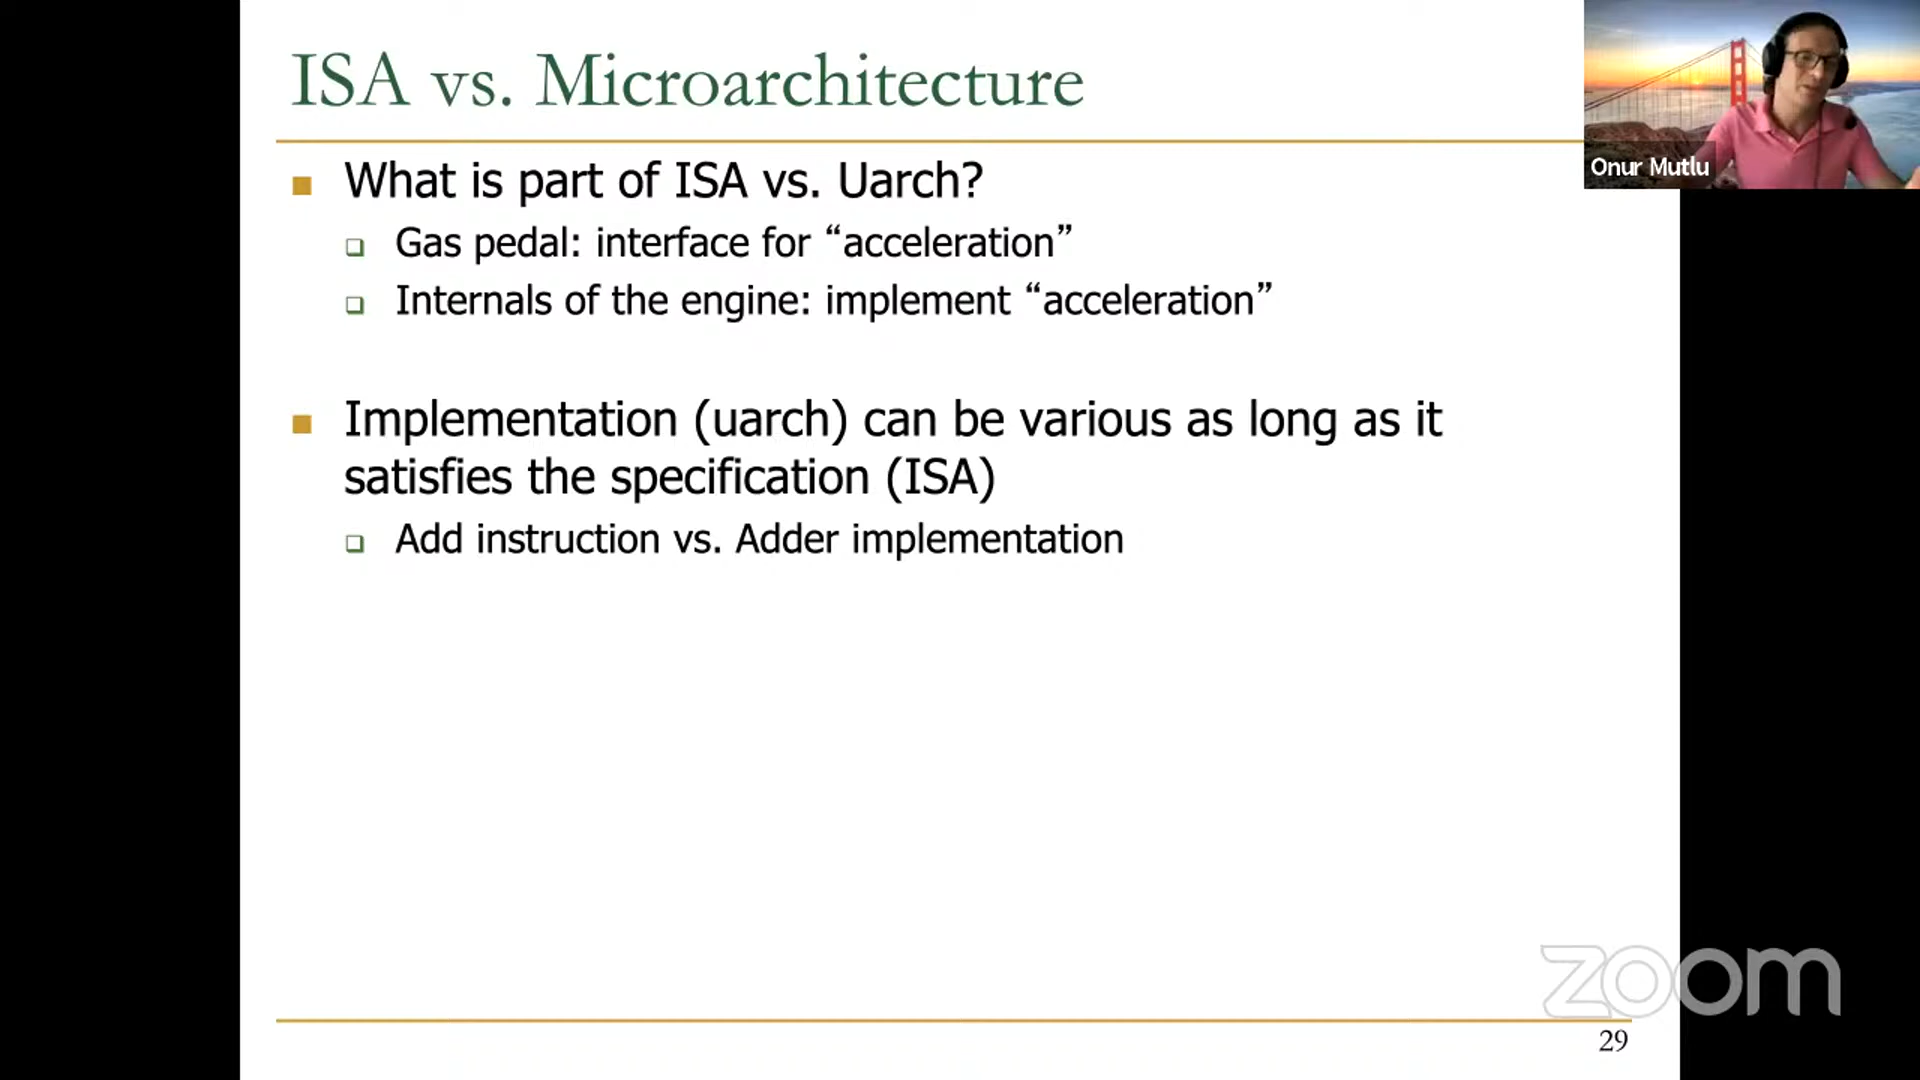 ISA vs. Microarchitecture
Onur Mutlu
What is part of ISA vs. Uarch?
Gas pedal: interface for “acceleration”
Internals of the engine: implement “acceleration”
Implementation (uarch) can be various as long as it
satisfies the specification (ISA)
Add instruction vs. Adder implementation
zoom
29